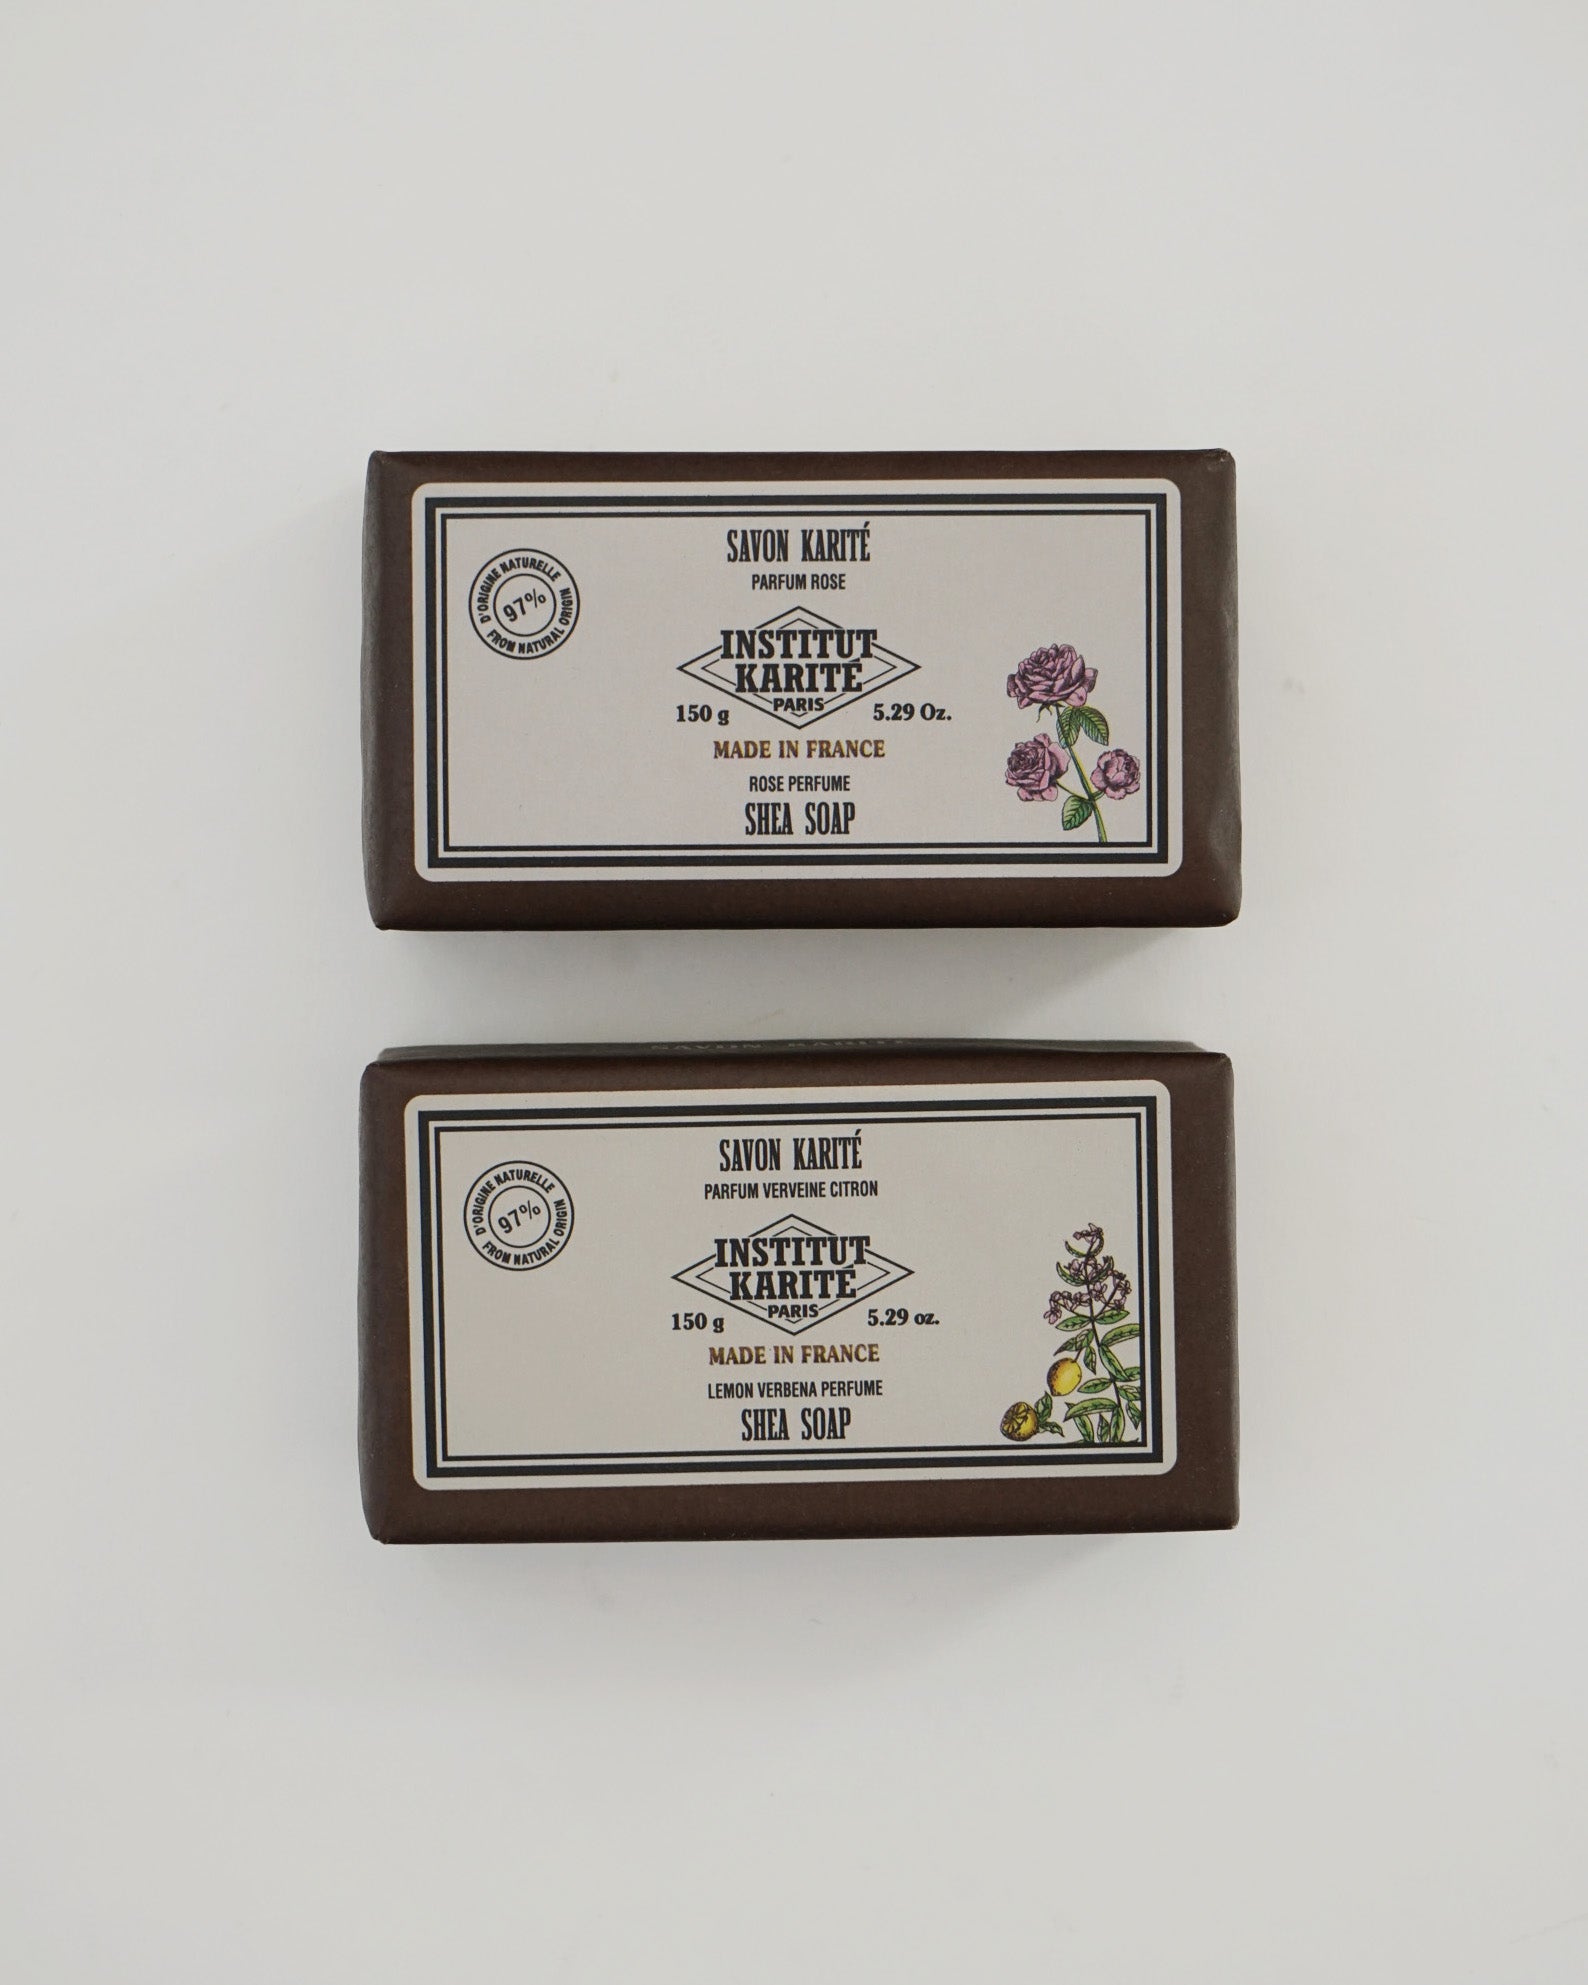 SAVON KARITÉ
PARFUM ROSE
D'ORIGINE NATURELLE
97%
FROM NATURAL ORIGIN
INSTITUT
KARITÉ
PARIS
150 g 5.29 Oz.
MADE IN FRANCE
ROSE PERFUME
SHEA SOAP
SAVON KARITÉ
SAVON KARITÉ
PARFUM VERVEINE CITRON
D'ORIGINE NATURELLE
97%
FROM NATURAL ORIGIN
INSTITUT
KARITÉ
PARIS
150 g 5.29 oz.
MADE IN FRANCE
LEMON VERBENA PERFUME
SHEA SOAP